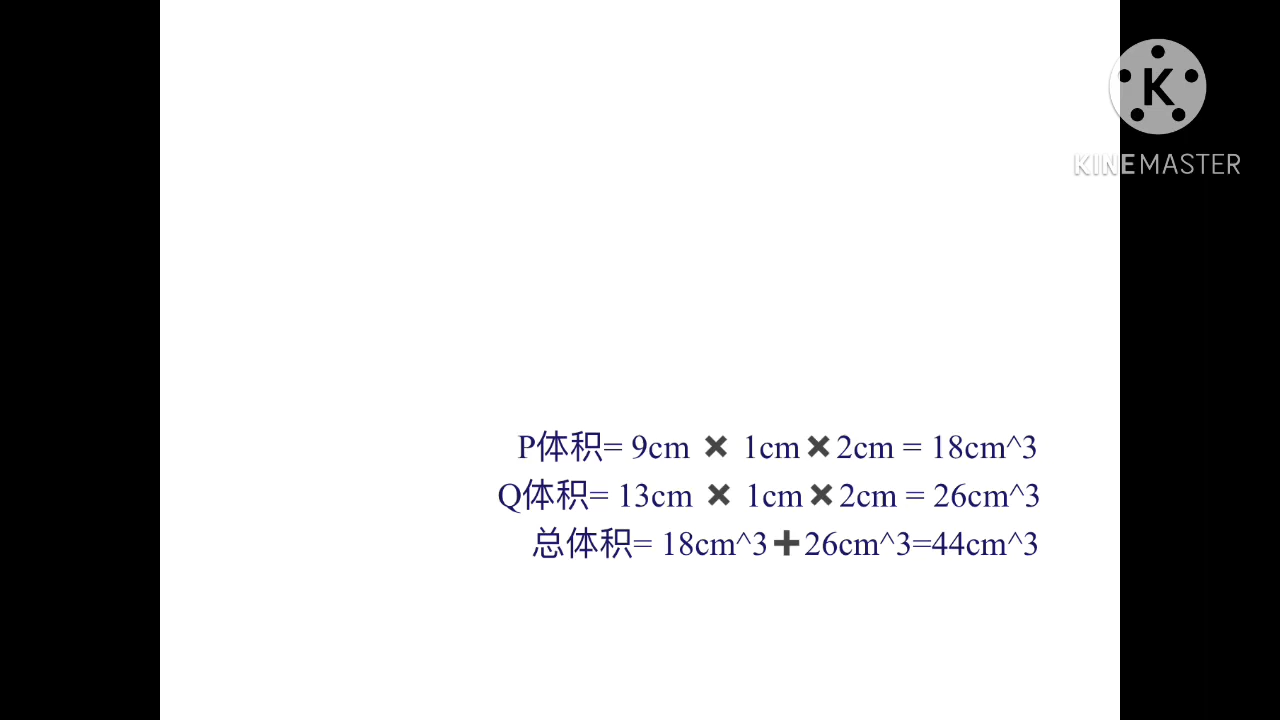 K
KINEMASTER
P体积= 9cm ✖ 1cm✖2cm = 18cm^3
Q体积= 13cm ✖ 1cm✖2cm = 26cm^3
总体积= 18cm^3➕26cm^3=44cm^3